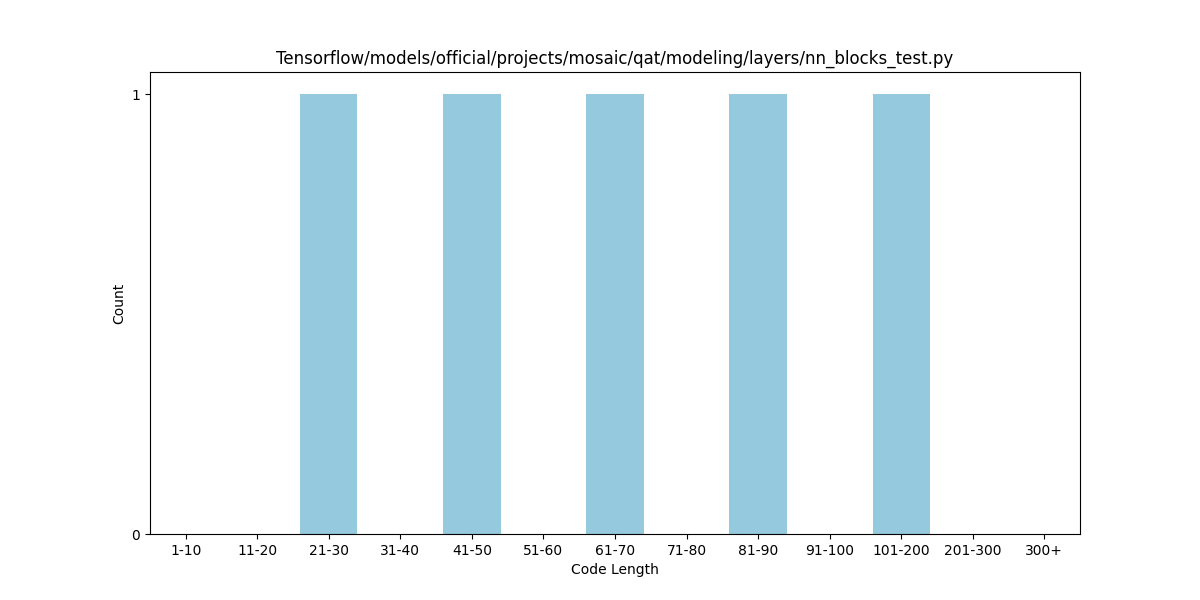 Tensorflow/models/official/projects/mosaic/qat/modeling/layers/nn_blocks_test.py
1
Count
0
1-10 11-20 21-30 31-40 41-50 51-60 61-70 71-80 81-90 91-100 101-200 201-300 300+
Code Length